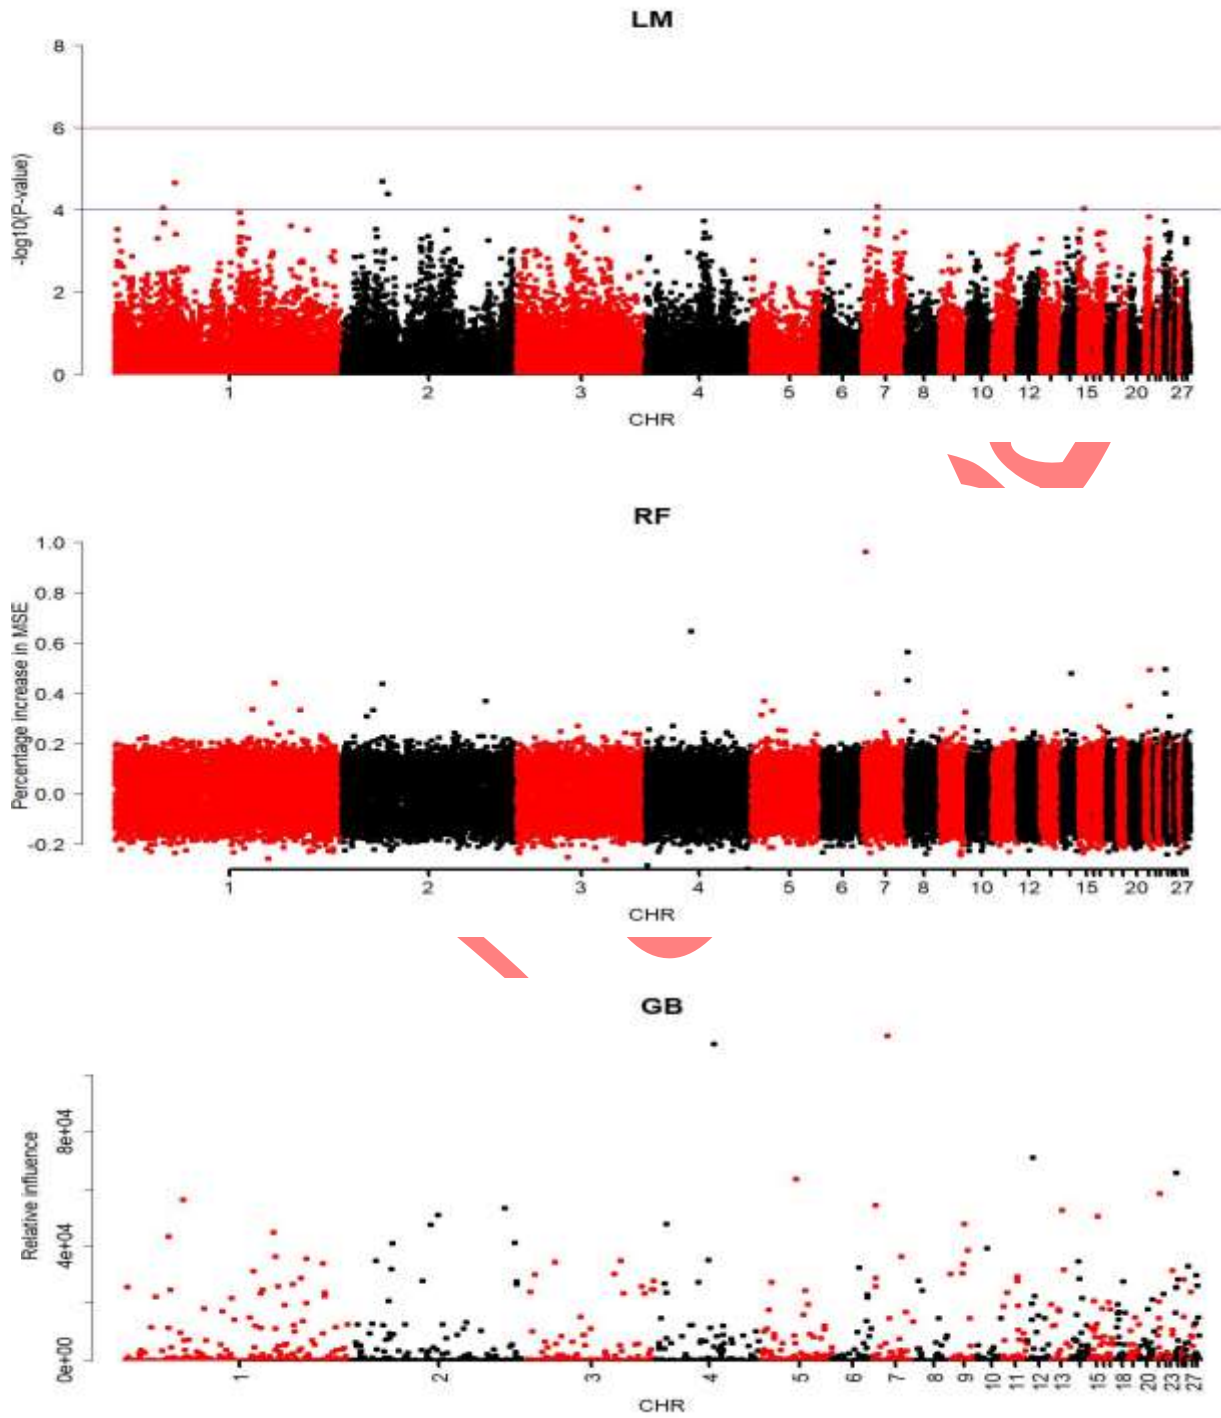 LM
8
6
4
2
0
-log10(P-value)
1 2 3 4 5 6 7 8 10 12 15 20 27
CHR
RF
1.0
0.8
0.6
0.4
0.2
0.0
-0.2
Percentage increase in MSE
1 2 3 4 5 6 7 8 10 12 15 20 27
CHR
GB
8e+04
4e+04
0e+00
Relative influence
1 2 3 4 5 6 7 8 9 10 11 12 13 15 18 20 23 27
CHR